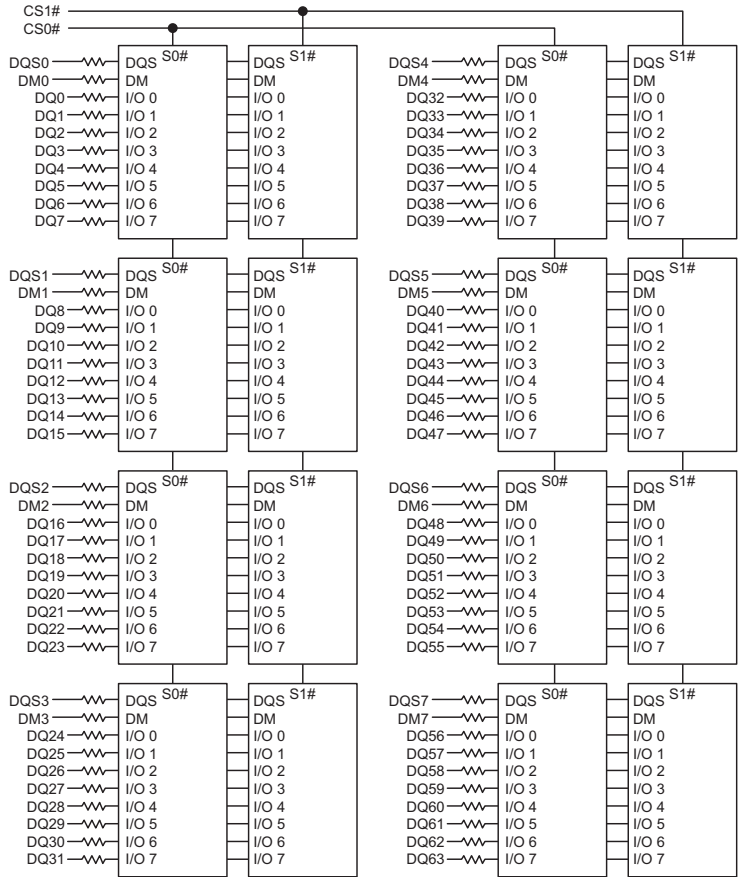 CS1#
CS0#
S0# S1#
DQS0 DQS DQS
DM0 DM DM
DQ0 I/O 0 I/O 0
DQ1 I/O 1 I/O 1
DQ2 I/O 2 I/O 2
DQ3 I/O 3 I/O 3
DQ4 I/O 4 I/O 4
DQ5 I/O 5 I/O 5
DQ6 I/O 6 I/O 6
DQ7 I/O 7 I/O 7
S0# S1#
DQS1 DQS DQS
DM1 DM DM
DQ8 I/O 0 I/O 0
DQ9 I/O 1 I/O 1
DQ10 I/O 2 I/O 2
DQ11 I/O 3 I/O 3
DQ12 I/O 4 I/O 4
DQ13 I/O 5 I/O 5
DQ14 I/O 6 I/O 6
DQ15 I/O 7 I/O 7
S0# S1#
DQS2 DQS DQS
DM2 DM DM
DQ16 I/O 0 I/O 0
DQ17 I/O 1 I/O 1
DQ18 I/O 2 I/O 2
DQ19 I/O 3 I/O 3
DQ20 I/O 4 I/O 4
DQ21 I/O 5 I/O 5
DQ22 I/O 6 I/O 6
DQ23 I/O 7 I/O 7
S0# S1#
DQS3 DQS DQS
DM3 DM DM
DQ24 I/O 0 I/O 0
DQ25 I/O 1 I/O 1
DQ26 I/O 2 I/O 2
DQ27 I/O 3 I/O 3
DQ28 I/O 4 I/O 4
DQ29 I/O 5 I/O 5
DQ30 I/O 6 I/O 6
DQ31 I/O 7 I/O 7
S0# S1#
DQS4 DQS DQS
DM4 DM DM
DQ32 I/O 0 I/O 0
DQ33 I/O 1 I/O 1
DQ34 I/O 2 I/O 2
DQ35 I/O 3 I/O 3
DQ36 I/O 4 I/O 4
DQ37 I/O 5 I/O 5
DQ38 I/O 6 I/O 6
DQ39 I/O 7 I/O 7
S0# S1#
DQS5 DQS DQS
DM5 DM DM
DQ40 I/O 0 I/O 0
DQ41 I/O 1 I/O 1
DQ42 I/O 2 I/O 2
DQ43 I/O 3 I/O 3
DQ44 I/O 4 I/O 4
DQ45 I/O 5 I/O 5
DQ46 I/O 6 I/O 6
DQ47 I/O 7 I/O 7
S0# S1#
DQS6 DQS DQS
DM6 DM DM
DQ48 I/O 0 I/O 0
DQ49 I/O 1 I/O 1
DQ50 I/O 2 I/O 2
DQ51 I/O 3 I/O 3
DQ52 I/O 4 I/O 4
DQ53 I/O 5 I/O 5
DQ54 I/O 6 I/O 6
DQ55 I/O 7 I/O 7
S0# S1#
DQS7 DQS DQS
DM7 DM DM
DQ56 I/O 0 I/O 0
DQ57 I/O 1 I/O 1
DQ58 I/O 2 I/O 2
DQ59 I/O 3 I/O 3
DQ60 I/O 4 I/O 4
DQ61 I/O 5 I/O 5
DQ62 I/O 6 I/O 6
DQ63 I/O 7 I/O 7